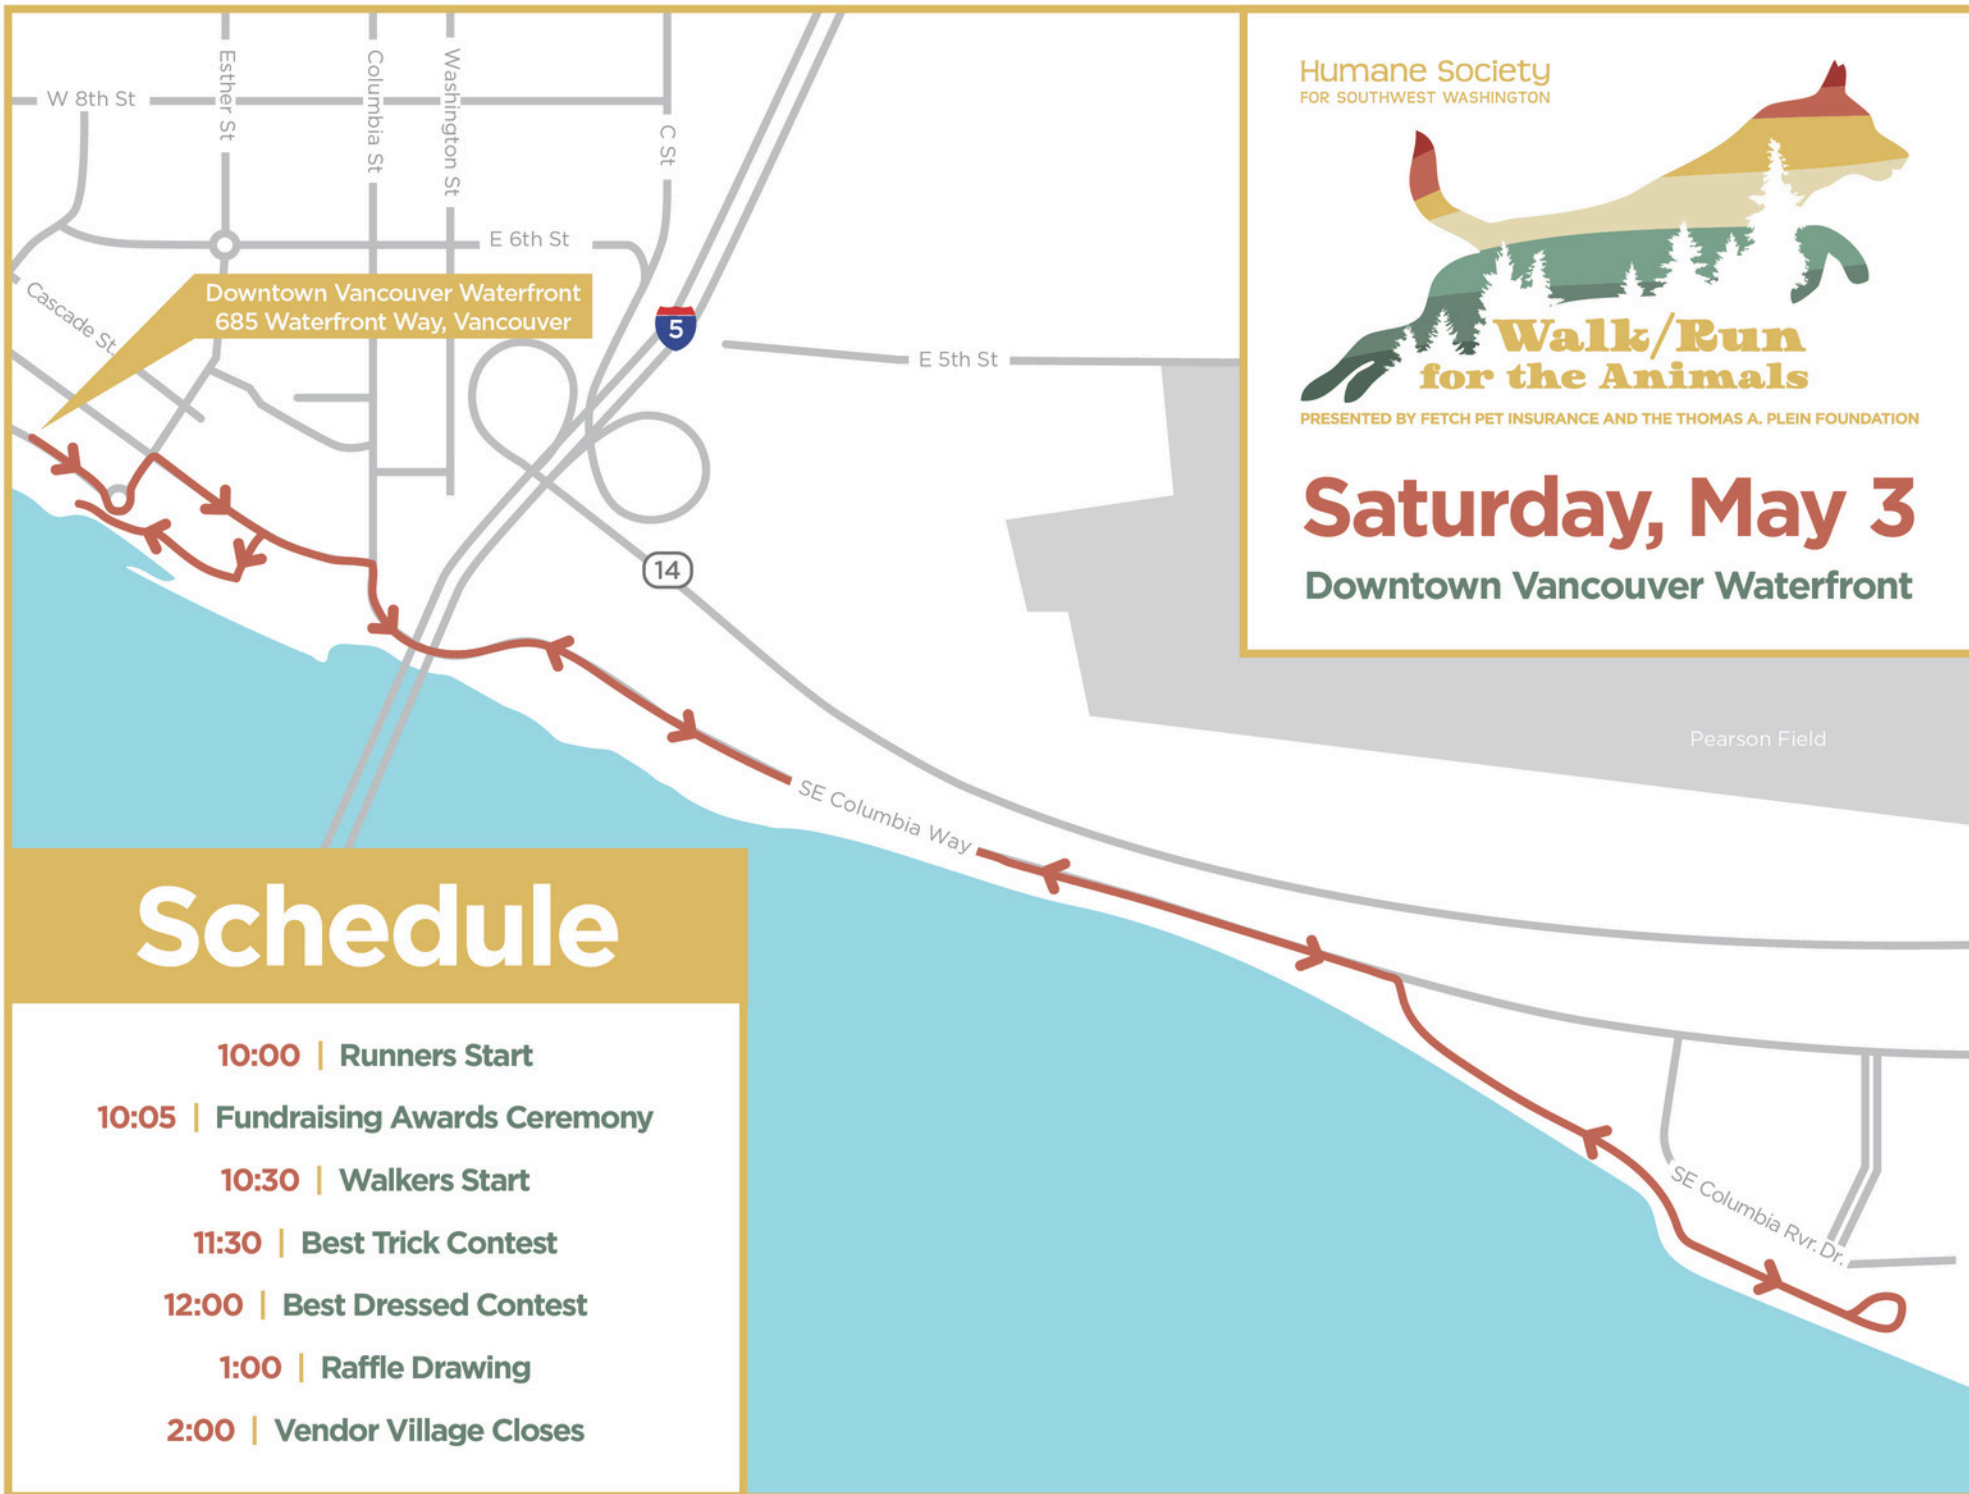 Esther St
Columbia St
Washington St
W 8th St
C St
E 6th St
Cascade St.
Downtown Vancouver Waterfront
685 Waterfront Way, Vancouver
5
E 5th St
14
SE Columbia Way
Pearson Field
SE Columbia Rvr. Dr.
Humane Society
FOR SOUTHWEST WASHINGTON
Walk/Run
for the Animals
PRESENTED BY FETCH PET INSURANCE AND THE THOMAS A. PLEIN FOUNDATION
Saturday, May 3
Downtown Vancouver Waterfront
Schedule
10:00 | Runners Start
10:05 | Fundraising Awards Ceremony
10:30 | Walkers Start
11:30 | Best Trick Contest
12:00 | Best Dressed Contest
1:00 | Raffle Drawing
2:00 | Vendor Village Closes